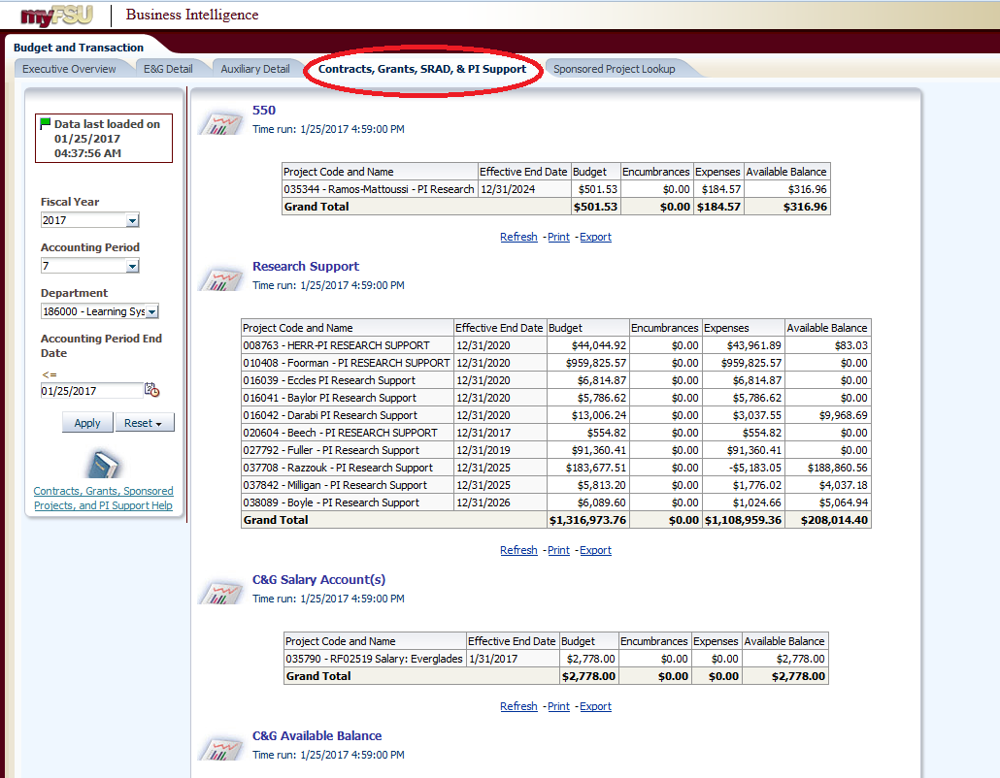 myFSU Business Intelligence
Budget and Transaction
Executive Overview E&G Detail Auxiliary Detail Contracts, Grants, SRAD, & PI Support Sponsored Project Lookup
Data last loaded on
01/25/2017
04:37:56 AM
Fiscal Year
2017
Accounting Period
7
Department
186000 - Learning Sys
Accounting Period End
Date
<=
01/25/2017
Apply Reset
Contracts, Grants, Sponsored
Projects, and PI Support Help
550
Time run: 1/25/2017 4:59:00 PM
Project Code and Name Effective End Date Budget Encumbrances Expenses Available Balance
035344 - Ramos-Mattoussi - PI Research 12/31/2024 $501.53 $0.00 $184.57 $316.96
Grand Total $501.53 $0.00 $184.57 $316.96
Refresh - Print - Export
Research Support
Time run: 1/25/2017 4:59:00 PM
Project Code and Name Effective End Date Budget Encumbrances Expenses Available Balance
008763 - HERR-PI RESEARCH SUPPORT 12/31/2020 $44,044.92 $0.00 $43,961.89 $83.03
010408 - Foorman - PI RESEARCH SUPPORT 12/31/2020 $959,825.57 $0.00 $959,825.57 $0.00
016039 - Eccles PI Research Support 12/31/2020 $6,814.87 $0.00 $6,814.87 $0.00
016041 - Baylor PI Research Support 12/31/2020 $5,786.62 $0.00 $5,786.62 $0.00
016042 - Darabi PI Research Support 12/31/2020 $13,006.24 $0.00 $3,037.55 $9,968.69
020604 - Beech - PI RESEARCH SUPPORT 12/31/2017 $554.82 $0.00 $554.82 $0.00
027792 - Fuller - PI Research Support 12/31/2019 $91,360.41 $0.00 $91,360.41 $0.00
037708 - Razzouk - PI Research Support 12/31/2025 $183,677.51 $0.00 -$5,183.05 $188,860.56
037842 - Milligan - PI Research Support 12/31/2025 $5,813.20 $0.00 $1,776.02 $4,037.18
038089 - Boyle - PI Research Support 12/31/2026 $6,089.60 $0.00 $1,024.66 $5,064.94
Grand Total $1,316,973.76 $0.00 $1,108,959.36 $208,014.40
Refresh - Print - Export
C&G Salary Account(s)
Time run: 1/25/2017 4:59:00 PM
Project Code and Name Effective End Date Budget Encumbrances Expenses Available Balance
035790 - RF02519 Salary: Everglades 1/31/2017 $2,778.00 $0.00 $0.00 $2,778.00
Grand Total $2,778.00 $0.00 $0.00 $2,778.00
Refresh - Print - Export
C&G Available Balance
Time run: 1/25/2017 4:59:00 PM